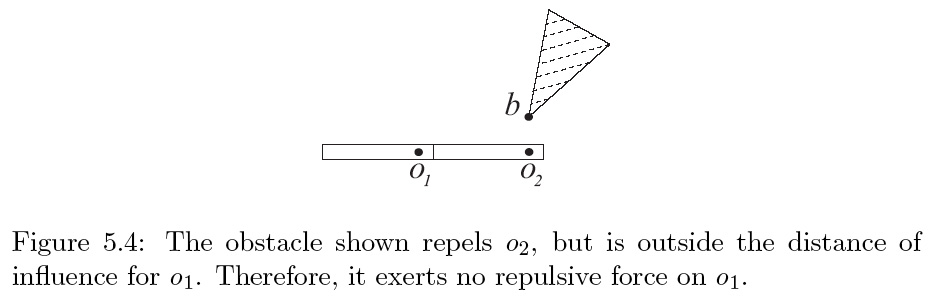 b
o1 o2
Figure 5.4: The obstacle shown repels o2, but is outside the distance of
influence for o1. Therefore, it exerts no repulsive force on o1.